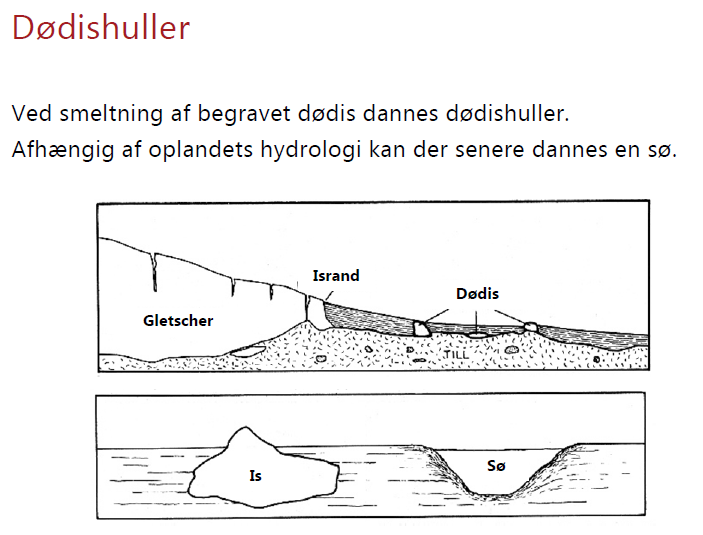 Dødishuller
Ved smeltning af begravet dødis dannes dødishuller.
Afhængig af oplandets hydrologi kan der senere dannes en sø.
Isrand
Dødis
Gletscher
TILL
Is
Sø